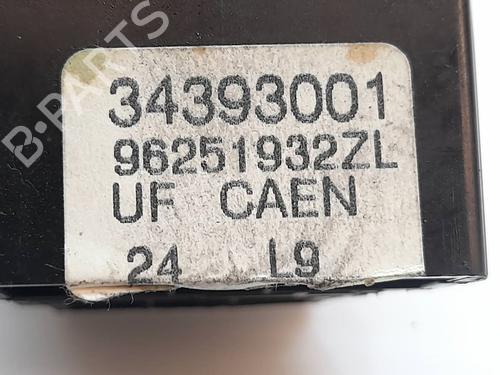 34393001
96251932ZL
UF CAEN
24 L9
B-PARTS